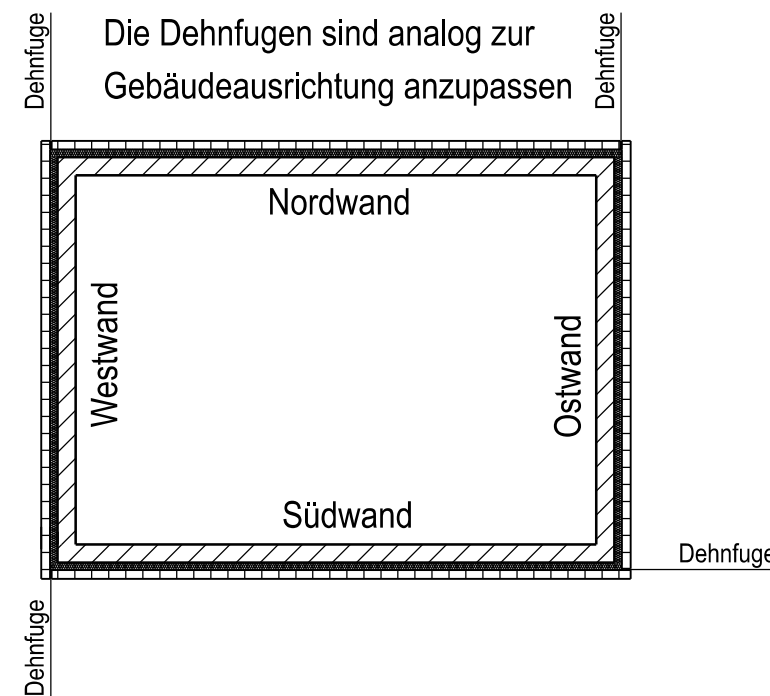 Dehnfuge
Die Dehnfugen sind analog zur
Gebäudeausrichtung anzupassen
Dehnfuge
Nordwand
Westwand
Ostwand
Südwand
Dehnfuge
Dehnfuge